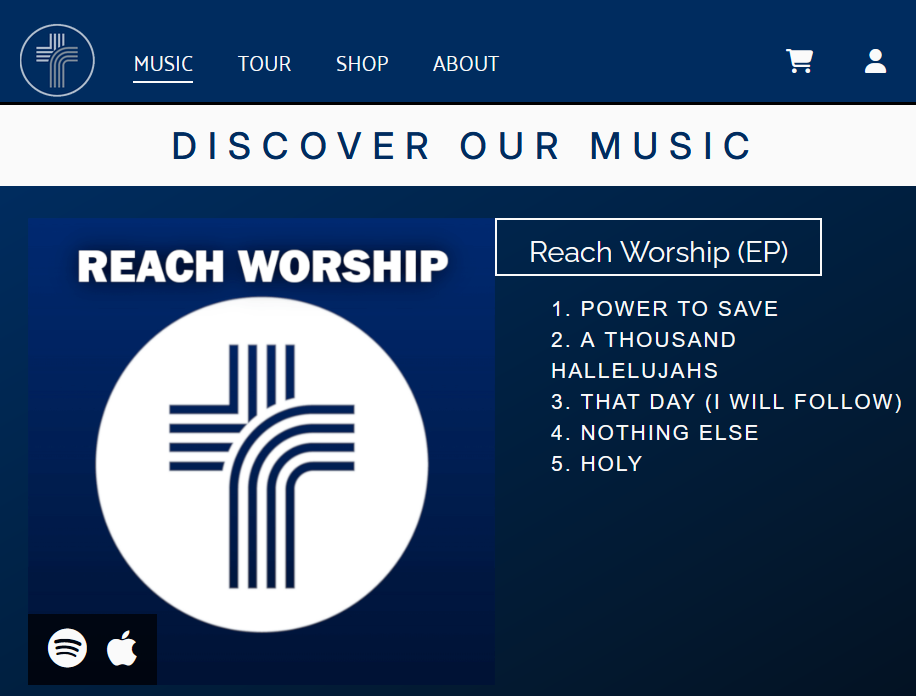 MUSIC TOUR SHOP ABOUT
DISCOVER OUR MUSIC
REACH WORSHIP
Reach Worship (EP)
1. POWER TO SAVE
2. A THOUSAND
HALLELUJAHS
3. THAT DAY (I WILL FOLLOW)
4. NOTHING ELSE
5. HOLY